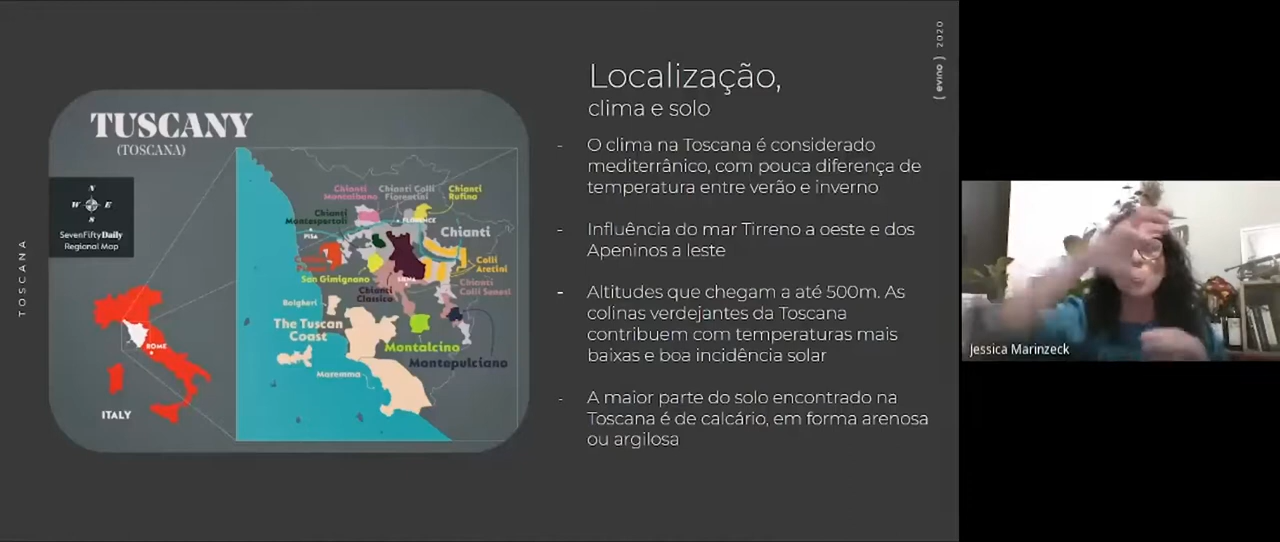 TUSCANY
(TOSCANA)
N
W E
S
SevenFiftyDaily
Regional Map
ITALY
ROME
Chianti
Montalbano
Chianti Colli
Fiorentini
Chianti
Rufina
Chianti
Montespertoli
FLORENCE
PISA
Chianti
Colli
Aretini
San Gimignano
SIENA
Chianti
Colli Senesi
Chianti
Classico
Bolgheri
The Tuscan
Coast
Montalcino
Montepulciano
Maremma
TOSCANA
Localização,
clima e solo
- O clima na Toscana é considerado
mediterrânico, com pouca diferença de
temperatura entre verão e inverno
- Influência do mar Tirreno a oeste e dos
Apeninos a leste
- Altitudes que chegam a até 500m. As
colinas verdejantes da Toscana
contribuem com temperaturas mais
baixas e boa incidência solar
- A maior parte do solo encontrado na
Toscana é de calcário, em forma arenosa
ou argilosa
( evino ) 2020
Jessica Marinzeck